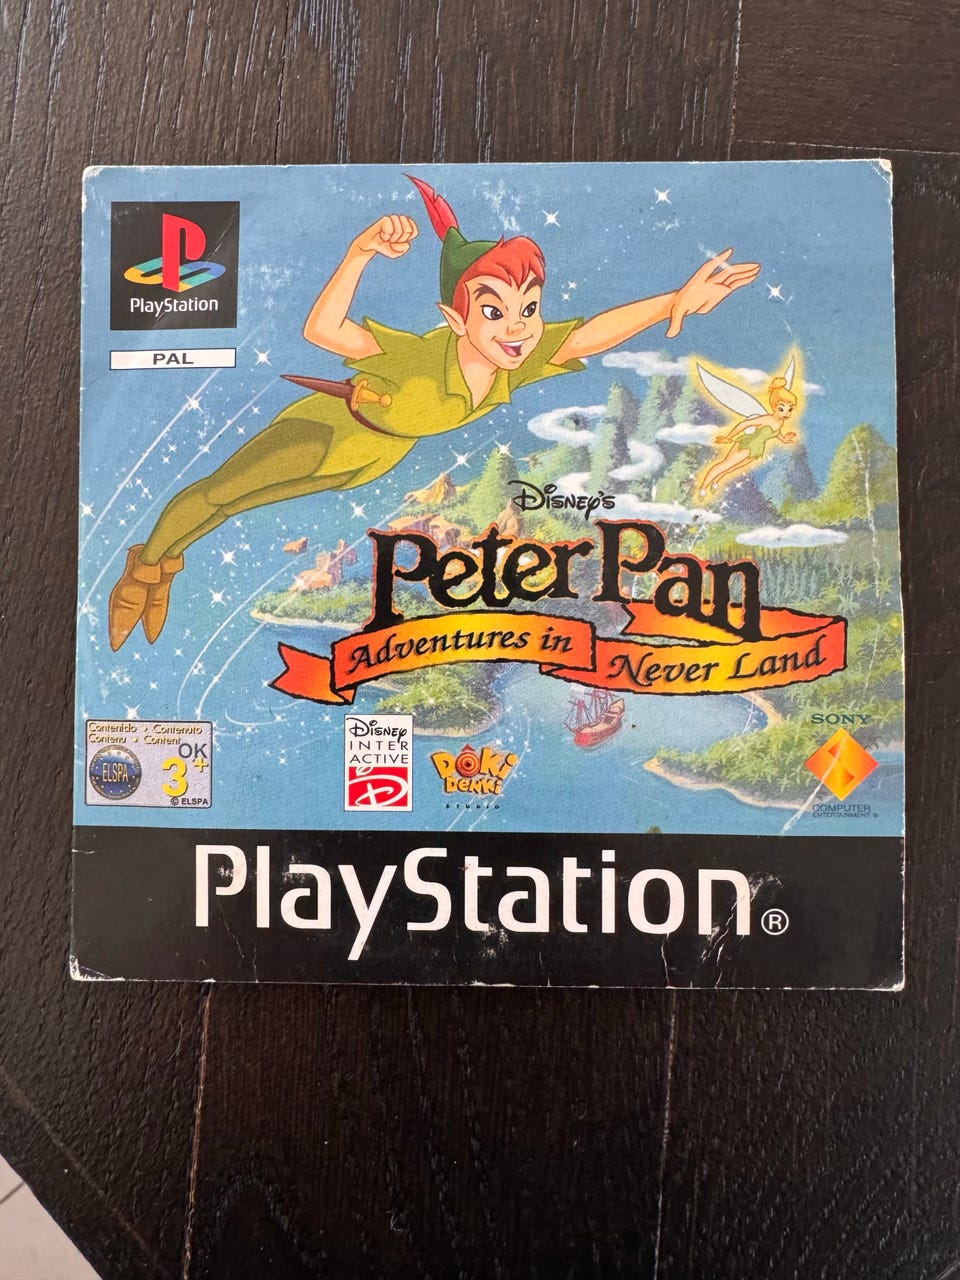 PlayStation
PAL
DISNEY'S
Peter Pan
Adventures in
Never Land
Contenido • Contenuto
Contenu • Content
OK
ELSPA
3+
© ELSPA
DISNEY
INTER
ACTIVE
DOKI
DENKI
STUDIO
SONY
COMPUTER
ENTERTAINMENT ®
PlayStation®